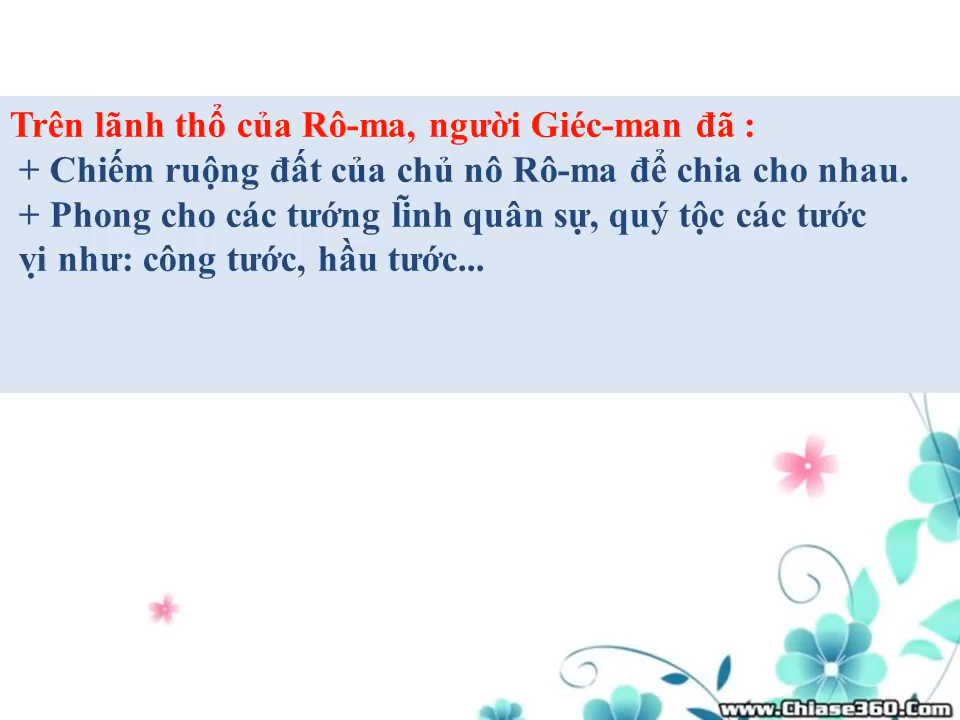 Trên lãnh thổ của Rô-ma, người Giéc-man đã :
+ Chiếm ruộng đất của chủ nô Rô-ma để chia cho nhau.
+ Phong cho các tướng lĩnh quân sự, quý tộc các tước
vị như: công tước, hầu tước...
www.Chiase360.Com